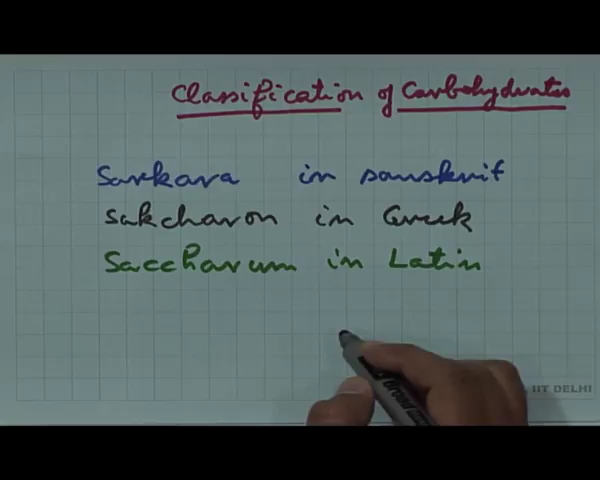 Classification of Carbohydrates
Sarkara in sanskrit
sakcharon in Greek
Saccharum in Latin
IIT DELHI